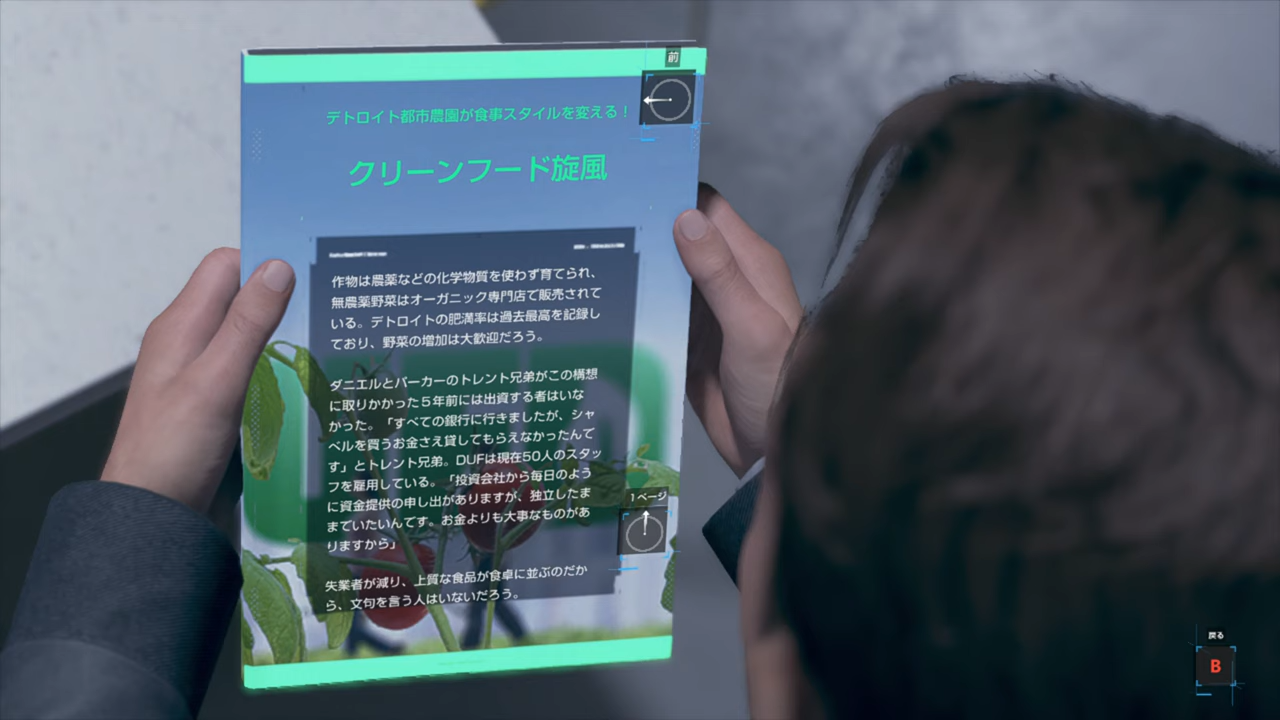 前
デトロイト都市農園が食事スタイルを変える！
クリーンフード旋風
作物は農薬などの化学物質を使わず育てられ、
無農薬野菜はオーガニック専門店で販売されて
いる。デトロイトの肥満率は過去最高を記録し
ており、野菜の増加は大歓迎だろう。
ダニエルとパーカーのトレント兄弟がこの構想
に取りかかった５年前には出資する者はいな
かった。「すべての銀行に行きましたが、シャ
ベルを買うお金さえ貸してもらえなかったんで
す」とトレント兄弟。DUFは現在50人のスタッ
フを雇用している。「投資会社から毎日のよう
に資金提供の申し出がありますが、独立したま
までいたいんです。お金よりも大事なものがあ
りますから」
失業者が減り、上質な食品が食卓に並ぶのだか
ら、文句を言う人はいないだろう。
1ページ
戻る
B